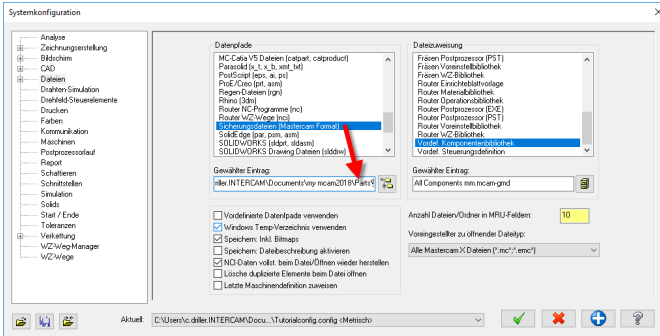 Systemkonfiguration
Analyse
Zeichnungserstellung
Bildschirm
CAD
Dateien
Drahten-Simulation
Drehfeld-Steuerelemente
Drucken
Farben
Kommunikation
Maschinen
Postprozessorlauf
Report
Schattieren
Schnittstellen
Simulation
Solids
Start / Ende
Toleranzen
Verkettung
WZ-Weg-Manager
WZ-Wege
Datenpfade
MC-Catia V5 Dateien (catpart, catproduct)
Parasolid (x_t, x_b, xmt_txt)
PostScript (eps, ai, ps)
ProE/Creo (prt, asm)
Regen-Dateien (rgn)
Rhino (3dm)
Router NC-Programme (nc)
Router WZ-Wege (nci)
Sicherungsdateien (Mastercam Format)
SolidEdge (par, psm, asm)
SOLIDWORKS (sldprt, sldasm)
SOLIDWORKS Drawing Dateien (slddrw)
Gewählter Eintrag:
riller.INTERCAM\Documents\my mcam2018\Parts\
Vordefinierte Datenpfade verwenden
Windows Temp-Verzeichnis verwenden
Speichern: Inkl. Bitmaps
Speichern: Dateibeschreibung aktivieren
NCI-Daten vollst. beim Datei/Öffnen wieder herstellen
Lösche duplizierte Elemente beim Datei öffnen
Letzte Maschinendefinition zuweisen
Dateizuweisung
Fräsen Postprozessor (PST)
Fräsen Voreinstellbibliothek
Fräsen WZ-Bibliothek
Router Einrichteblattvorlage
Router Materialbibliothek
Router Operationsbibliothek
Router Postprozessor (EXE)
Router Postprozessor (PST)
Router Voreinstellbibliothek
Router WZ-Bibliothek
Vordef. Komponentenbibliothek
Vordef. Steuerungsdefinition
Gewählter Eintrag:
All Components mm.mcam-gmd
Anzahl Dateien/Ordner in MRU-Feldern: 10
Voreingestellter zu öffnender Dateityp:
Alle Mastercam X Dateien (*.mc*;*.emc*)
Aktuell: C:\Users\c.driller.INTERCAM\Docu...\Tutorialconfig.config <Metrisch>